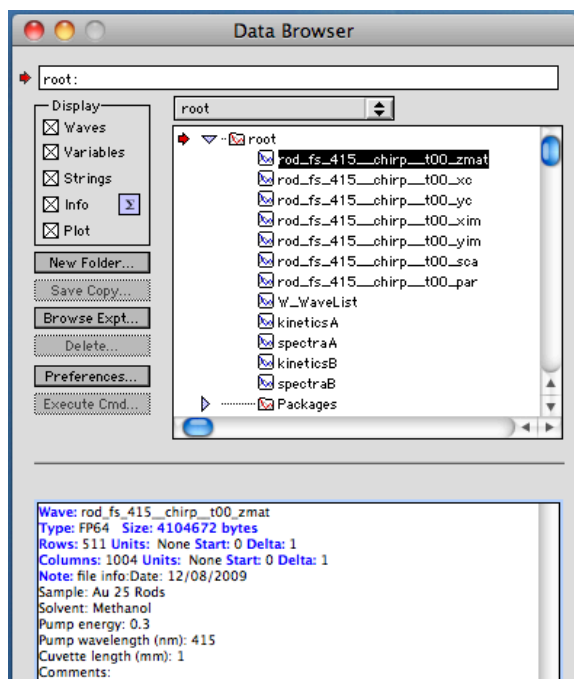 Data Browser
root:
Display
Waves
Variables
Strings
Info Σ
Plot
New Folder...
Save Copy...
Browse Expt...
Delete...
Preferences...
Execute Cmd...
root
root
rod_fs_415__chirp__t00_zmat
rod_fs_415__chirp__t00_xc
rod_fs_415__chirp__t00_yc
rod_fs_415__chirp__t00_xim
rod_fs_415__chirp__t00_yim
rod_fs_415__chirp__t00_sca
rod_fs_415__chirp__t00_par
W_WaveList
kineticsA
spectraA
kineticsB
spectraB
Packages
Wave: rod_fs_415__chirp__t00_zmat
Type: FP64 Size: 4104672 bytes
Rows: 511 Units: None Start: 0 Delta: 1
Columns: 1004 Units: None Start: 0 Delta: 1
Note: file info:Date: 12/08/2009
Sample: Au 25 Rods
Solvent: Methanol
Pump energy: 0.3
Pump wavelength (nm): 415
Cuvette length (mm): 1
Comments: